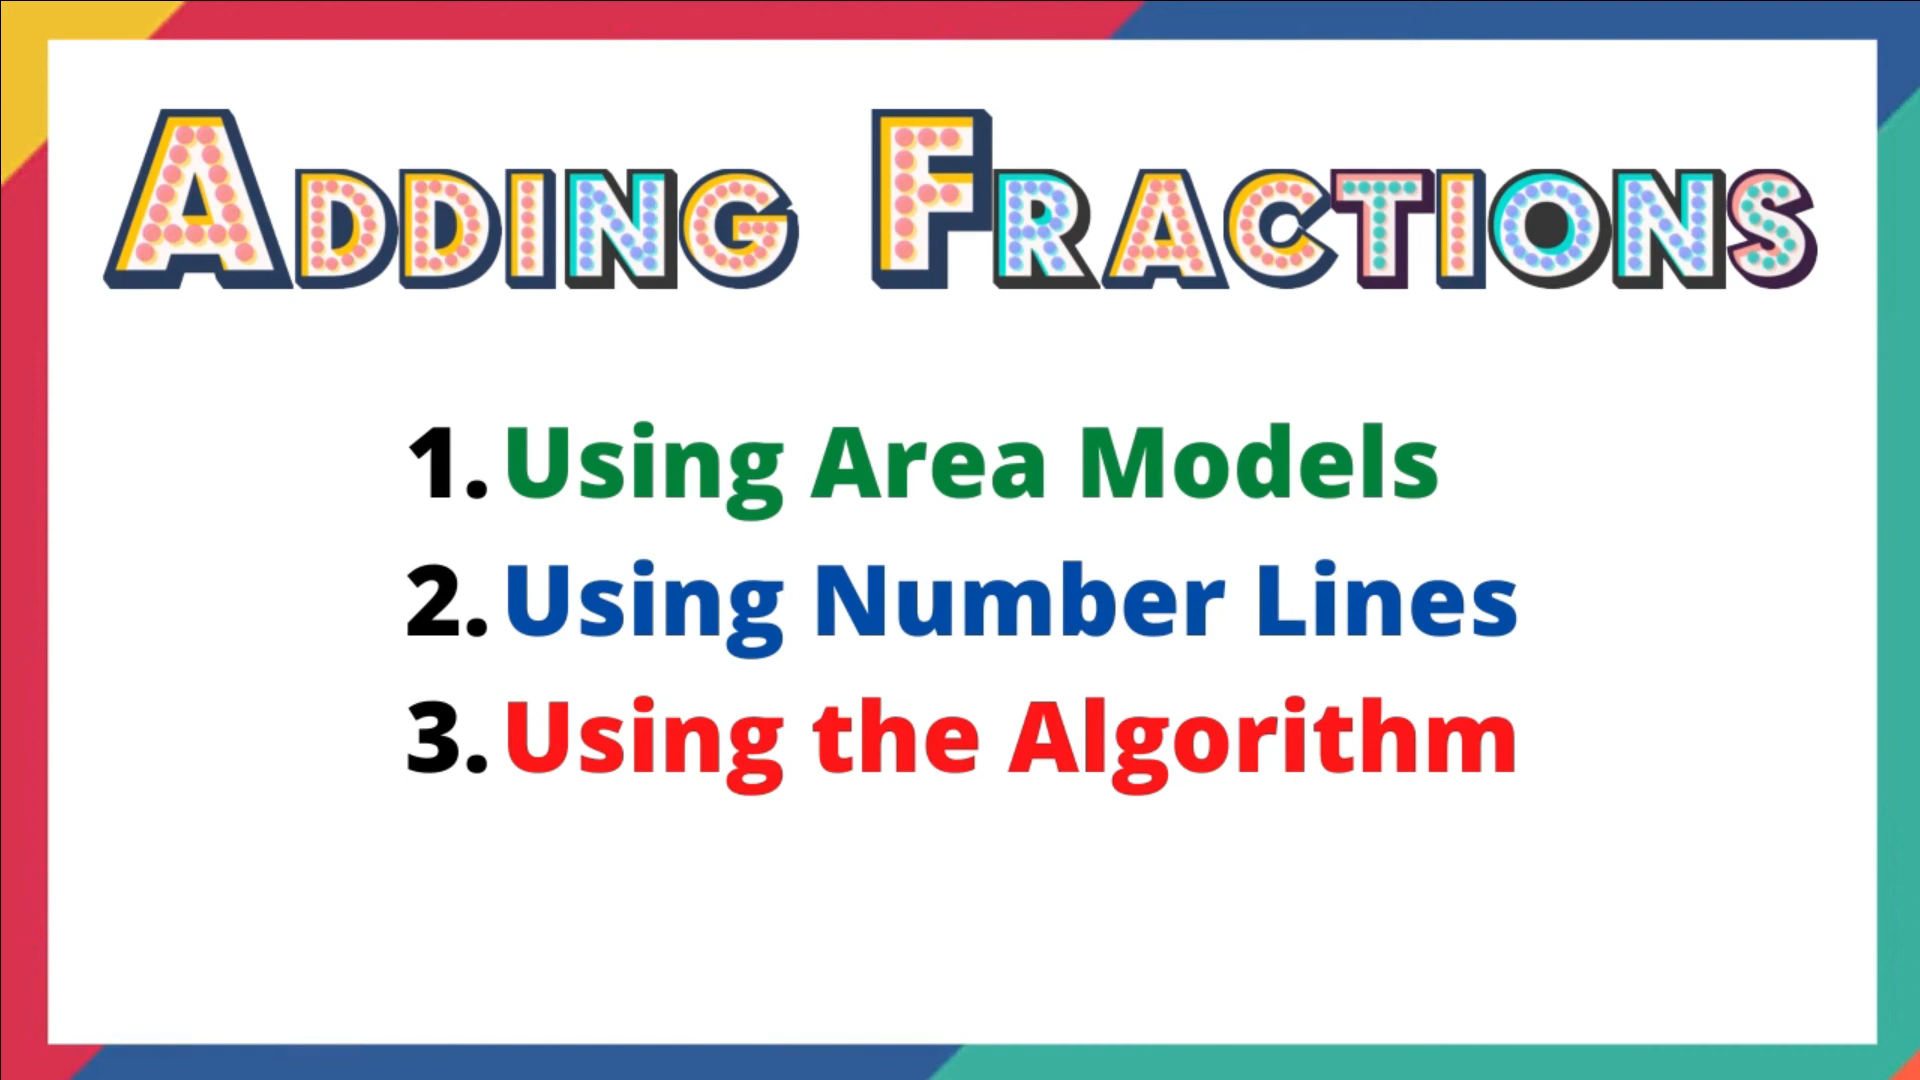 ADDING FRACTIONS
1. Using Area Models
2. Using Number Lines
3. Using the Algorithm